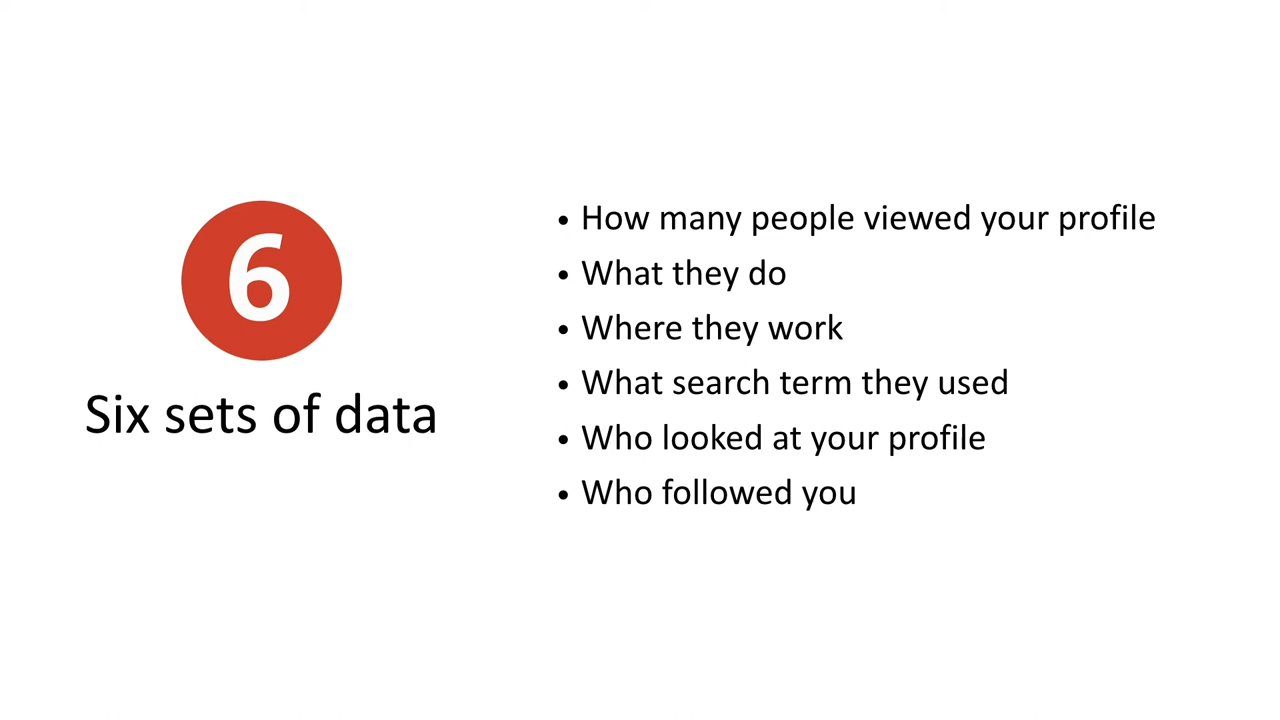 6
Six sets of data
• How many people viewed your profile
• What they do
• Where they work
• What search term they used
• Who looked at your profile
• Who followed you